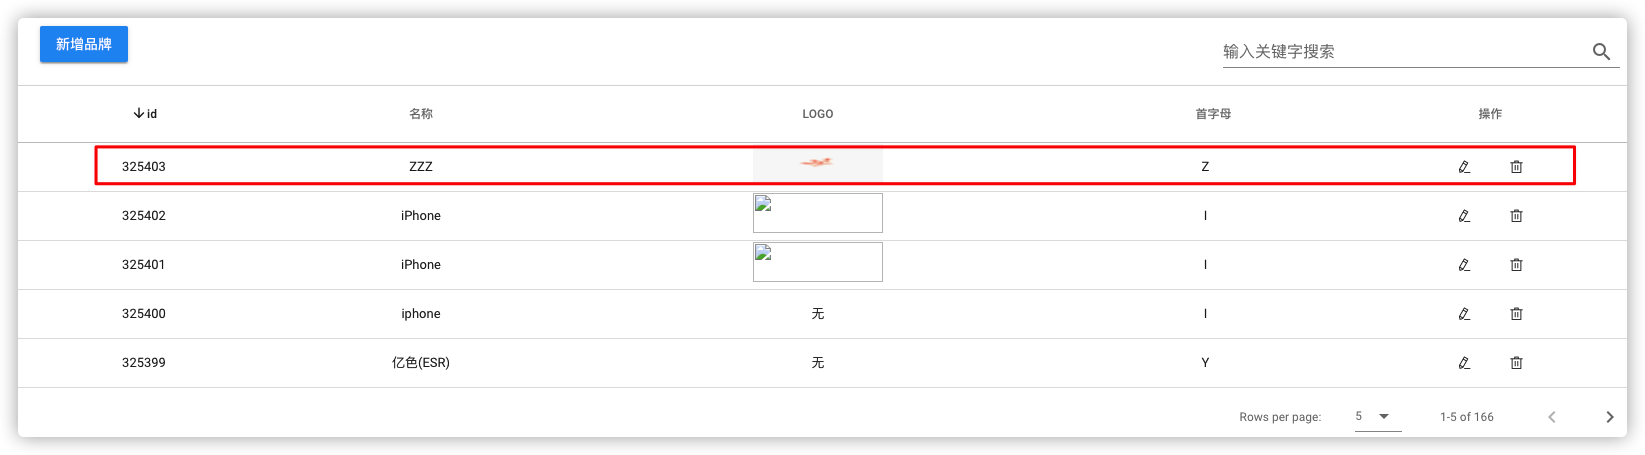 新增品牌
输入关键字搜索
id 名称 LOGO 首字母 操作
325403 ZZZ Z
325402 iPhone I
325401 iPhone I
325400 iphone 无 I
325399 亿色(ESR) 无 Y
Rows per page: 5 1-5 of 166